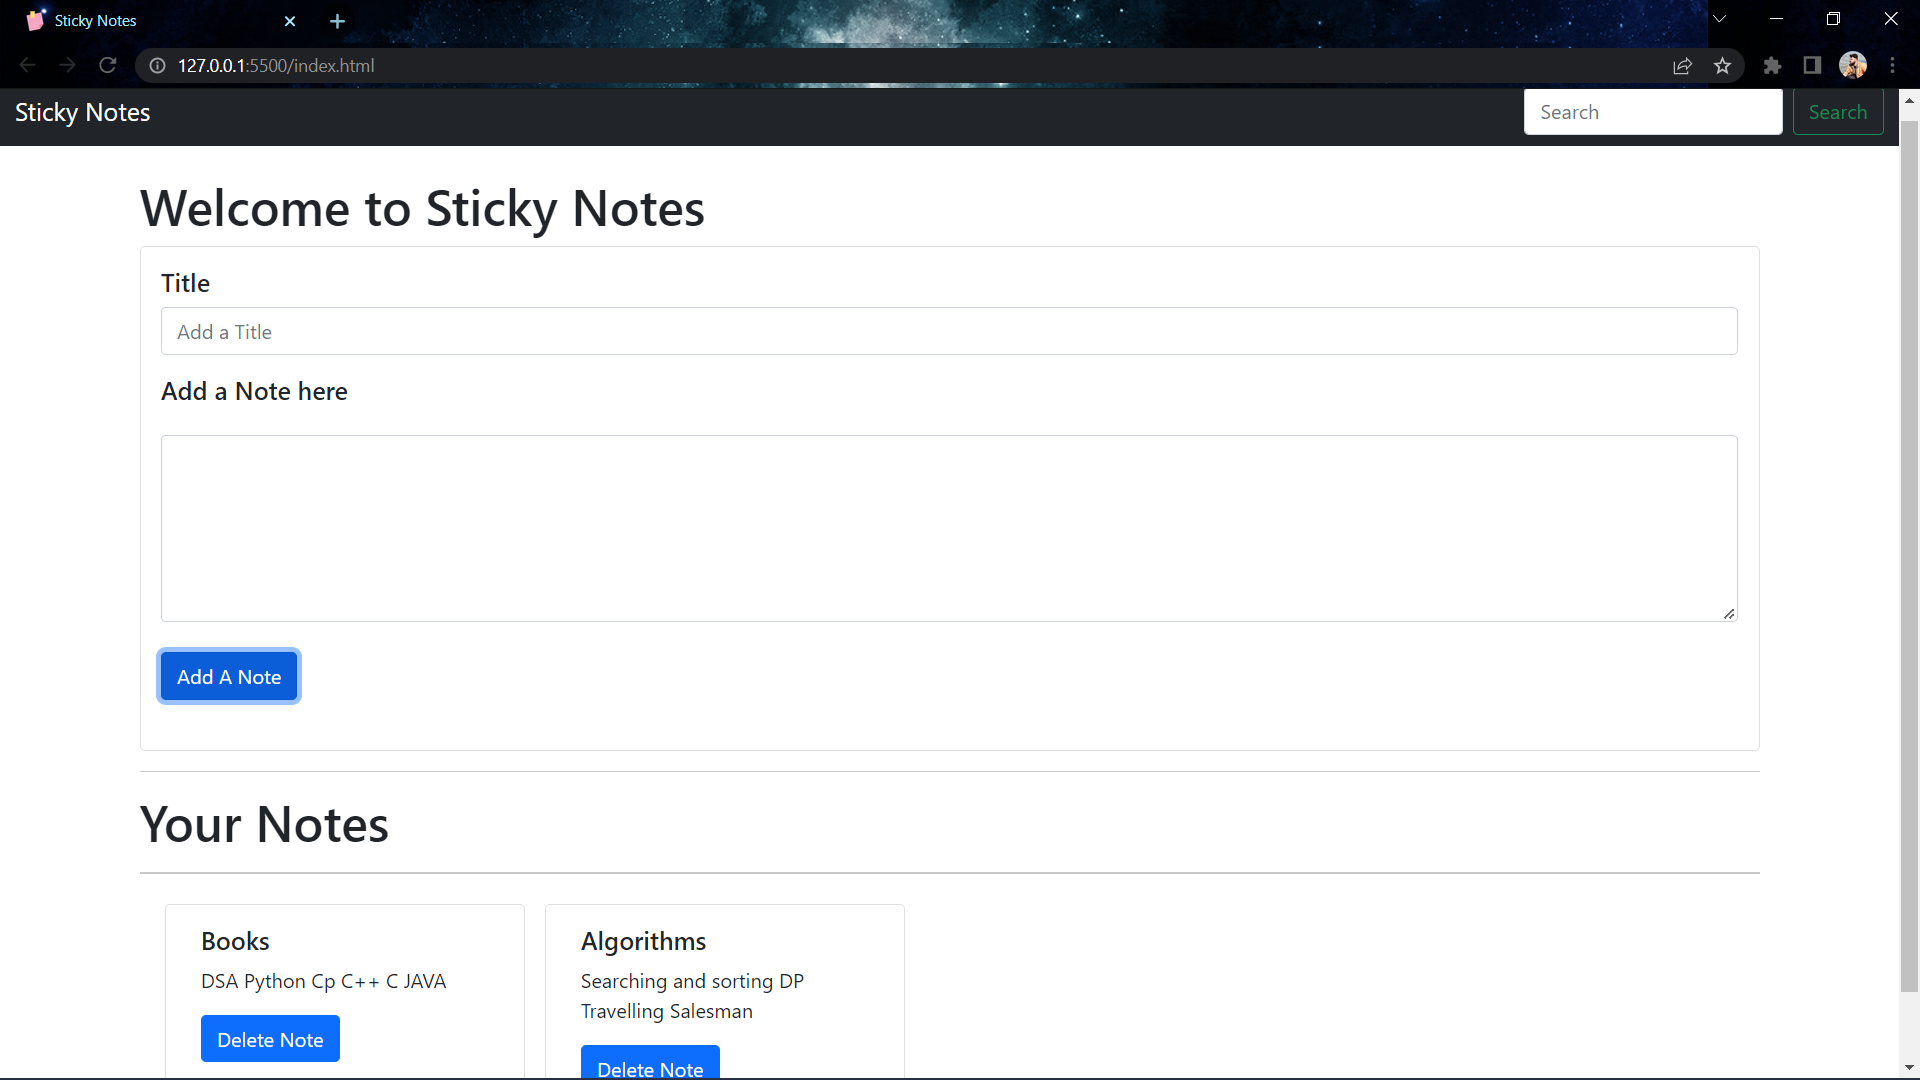 Sticky Notes
127.0.0.1:5500/index.html
Sticky Notes
Search
Search
Welcome to Sticky Notes
Title
Add a Title
Add a Note here
Add A Note
Your Notes
Books
DSA Python Cp C++ C JAVA
Delete Note
Algorithms
Searching and sorting DP
Travelling Salesman
Delete Note